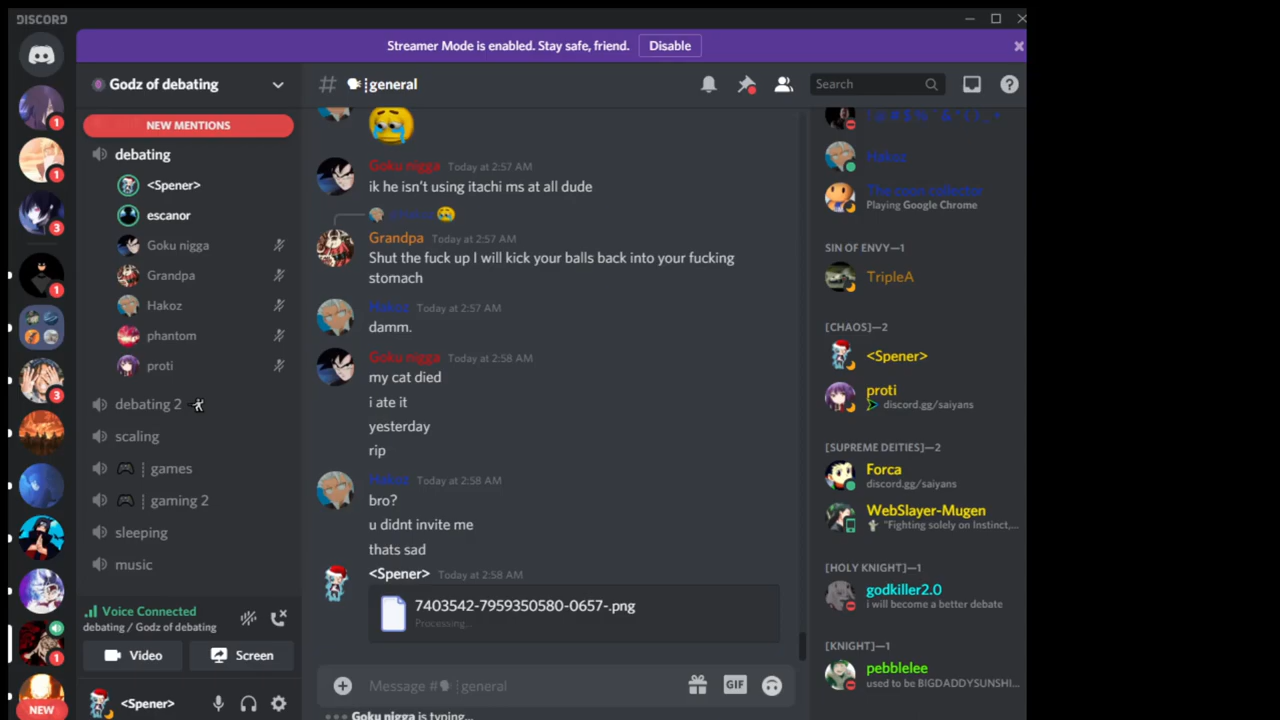 DISCORD
Streamer Mode is enabled. Stay safe, friend.
Disable
Godz of debating
general
Search
NEW MENTIONS
debating
<Spener>
escanor
Goku nigga
Grandpa
Hakoz
phantom
proti
debating 2
scaling
games
gaming 2
sleeping
music
Voice Connected
debating / Godz of debating
Video
Screen
<Spener>
1
1
3
1
3
1
NEW
Goku nigga Today at 2:57 AM
ik he isn't using itachi ms at all dude
Grandpa Today at 2:57 AM
Shut the fuck up I will kick your balls back into your fucking
stomach
Hakoz Today at 2:57 AM
damm.
Goku nigga Today at 2:58 AM
my cat died
i ate it
yesterday
rip
Hakoz Today at 2:58 AM
bro?
u didnt invite me
thats sad
<Spener> Today at 2:58 AM
7403542-7959350580-0657-.png
Processing...
Message #general
GIF
Goku nigga is typing...
Hakoz
Playing Google Chrome
SIN OF ENVY—1
TripleA
[CHAOS]—2
<Spener>
proti
discord.gg/saiyans
[SUPREME DEITIES]—2
Forca
discord.gg/saiyans
WebSlayer-Mugen
"Fighting solely on Instinct,...
[HOLY KNIGHT]—1
godkiller2.0
i will become a better debate
[KNIGHT]—1
pebblelee
used to be BIGDADDYSUNSHI...